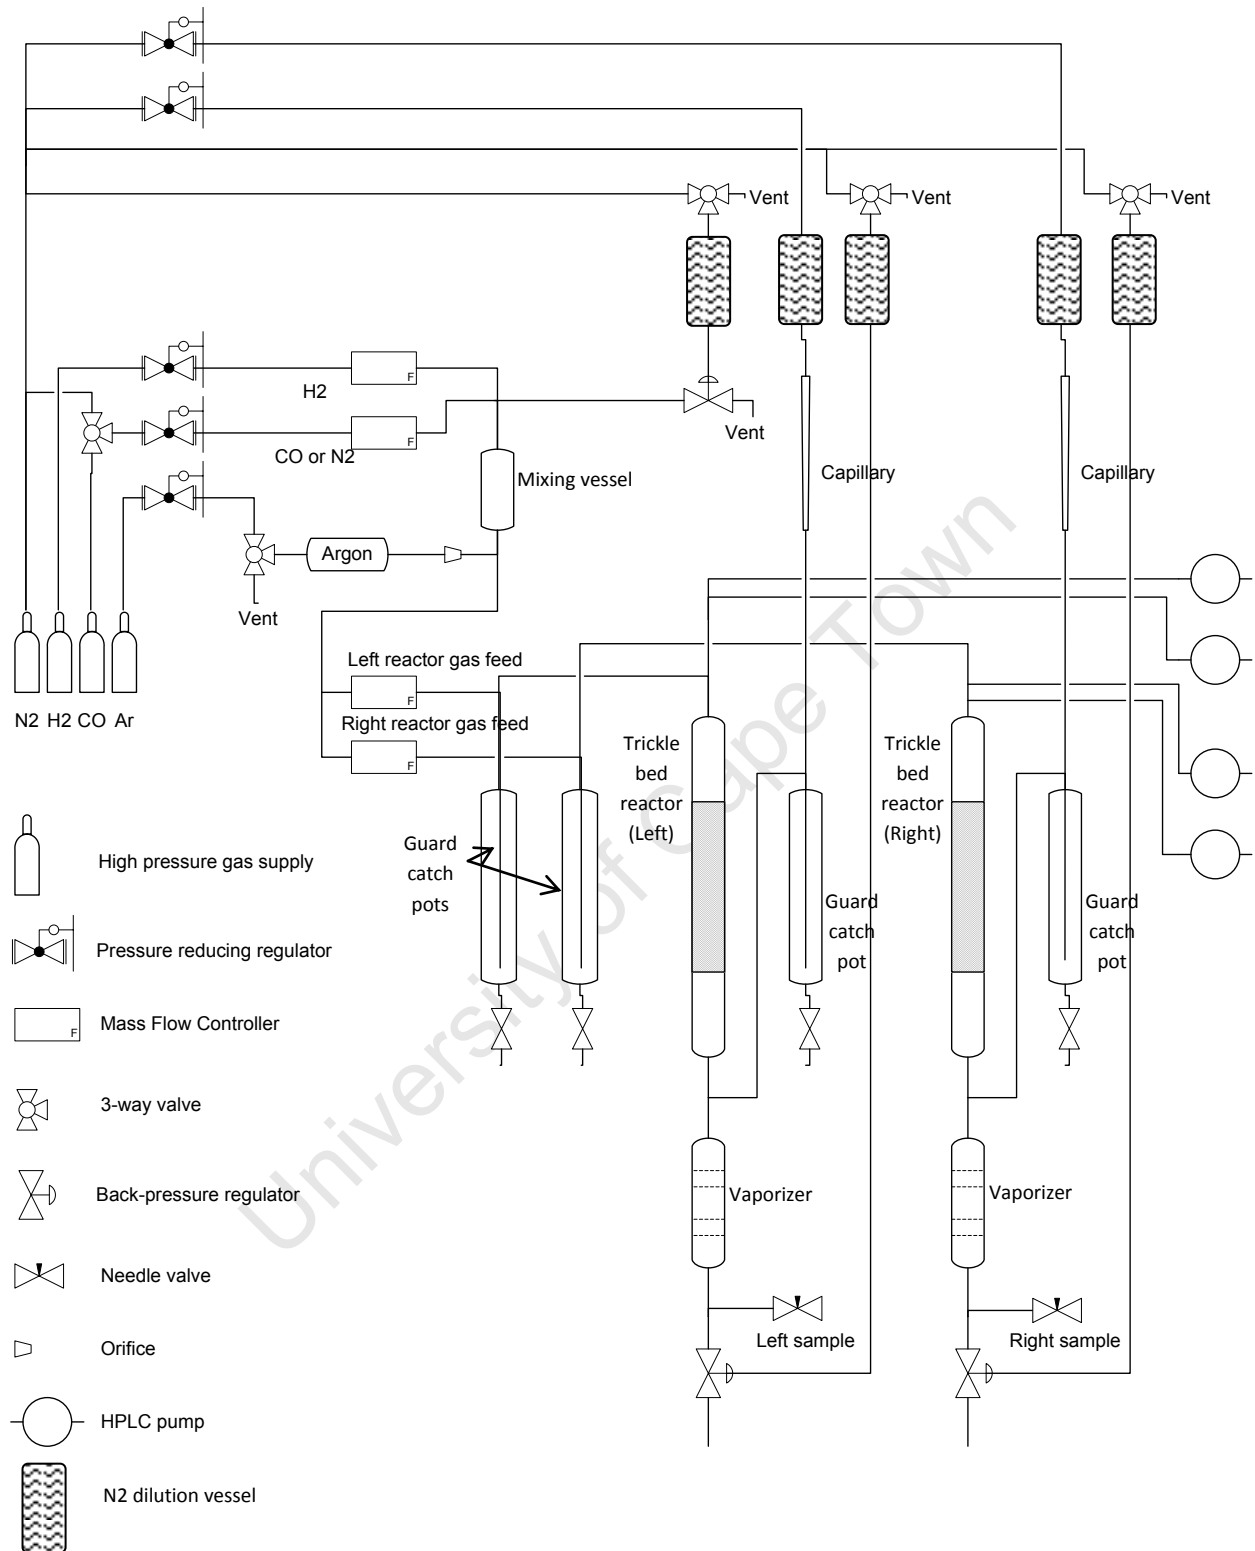 Vent
Vent
Vent
H2
F
CO or N2
F
Vent
Mixing vessel
Capillary
Capillary
Argon
Vent
Left reactor gas feed
F
Right reactor gas feed
F
N2 H2 CO Ar
Trickle
bed
reactor
(Left)
Trickle
bed
reactor
(Right)
Guard
catch
pots
Guard
catch
pot
Guard
catch
pot
High pressure gas supply
Pressure reducing regulator
F
Mass Flow Controller
3-way valve
Vaporizer
Vaporizer
Back-pressure regulator
Needle valve
Left sample
Right sample
Orifice
HPLC pump
N2 dilution vessel
University of Cape Town